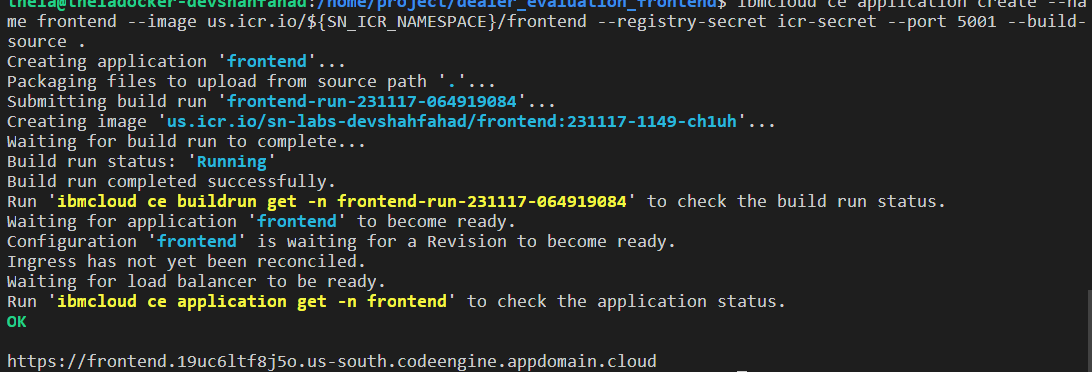 theia@theiadocker-devshahfahad:/home/project/dealer_evaluation_frontend$ ibmcloud ce application create --na
me frontend --image us.icr.io/${SN_ICR_NAMESPACE}/frontend --registry-secret icr-secret --port 5001 --build-
source .
Creating application 'frontend'...
Packaging files to upload from source path '.'...
Submitting build run 'frontend-run-231117-064919084'...
Creating image 'us.icr.io/sn-labs-devshahfahad/frontend:231117-1149-ch1uh'...
Waiting for build run to complete...
Build run status: 'Running'
Build run completed successfully.
Run 'ibmcloud ce buildrun get -n frontend-run-231117-064919084' to check the build run status.
Waiting for application 'frontend' to become ready.
Configuration 'frontend' is waiting for a Revision to become ready.
Ingress has not yet been reconciled.
Waiting for load balancer to be ready.
Run 'ibmcloud ce application get -n frontend' to check the application status.
OK
https://frontend.19uc6ltf8j5o.us-south.codeengine.appdomain.cloud